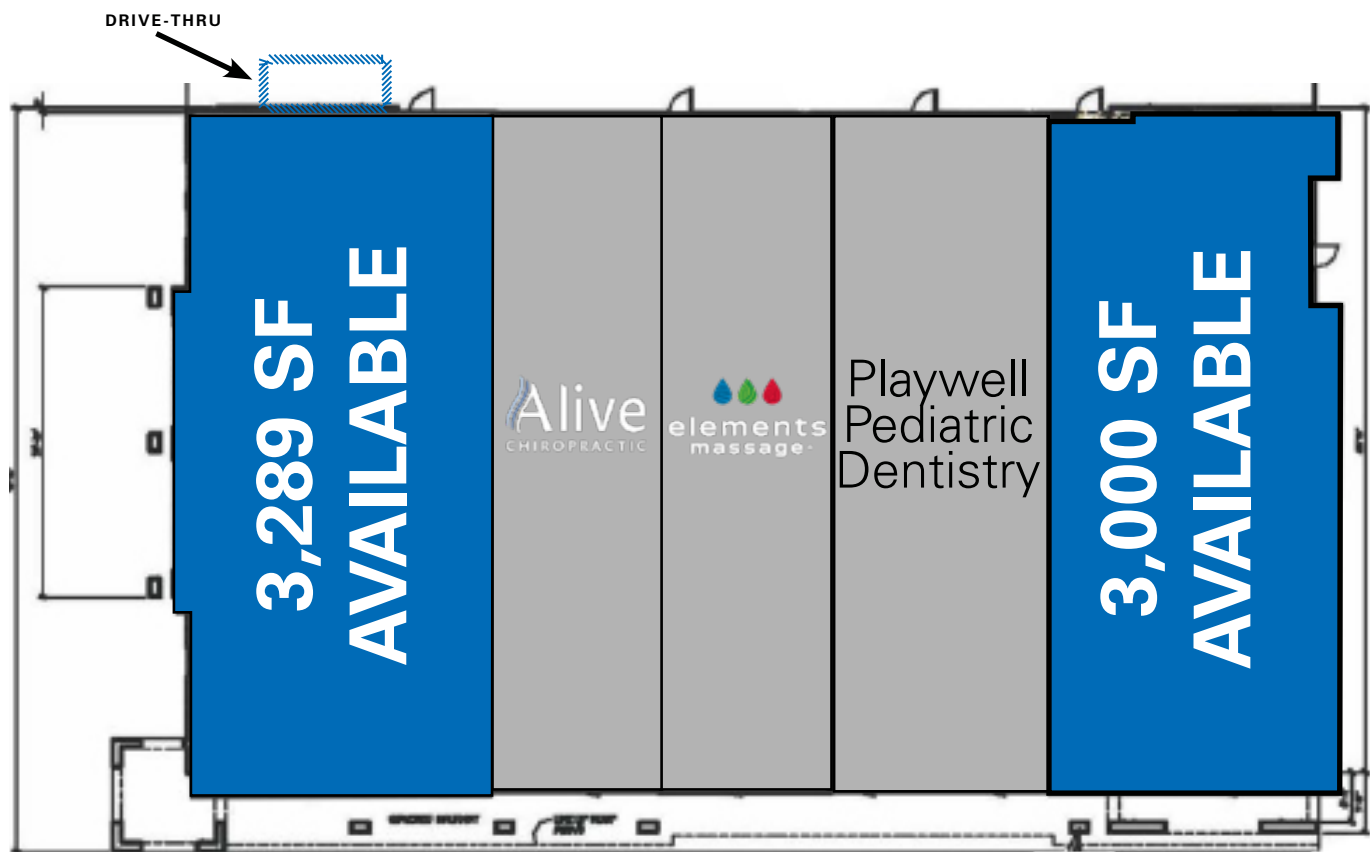 DRIVE-THRU
3,289 SF
AVAILABLE
Alive
CHIROPRACTIC
elements
massage
Playwell
Pediatric
Dentistry
3,000 SF
AVAILABLE